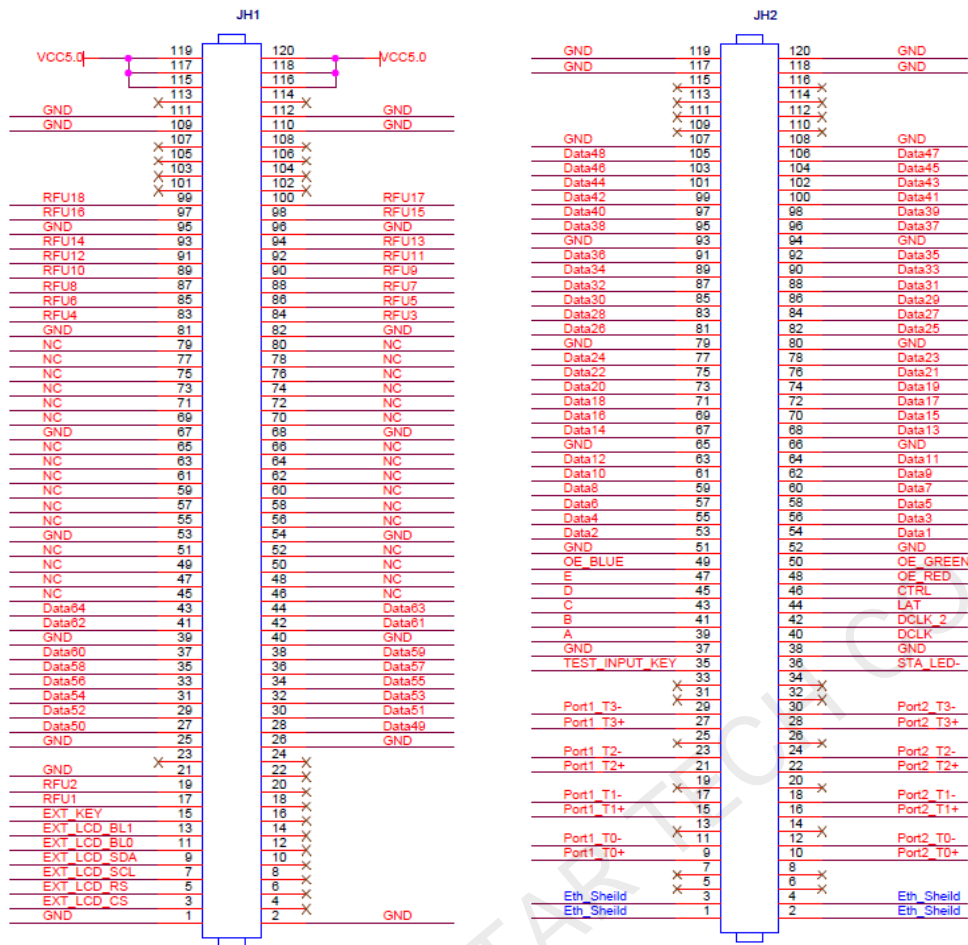 JH1
VCC5.0 119 120 VCC5.0
117 118
115 116
113 114
GND 111 112 GND
GND 109 110 GND
107 108
105 106
103 104
101 102
RFU18 99 100 RFU17
RFU16 97 98 RFU15
GND 95 96 GND
RFU14 93 94 RFU13
RFU12 91 92 RFU11
RFU10 89 90 RFU9
RFU8 87 88 RFU7
RFU6 85 86 RFU5
RFU4 83 84 RFU3
GND 81 82 GND
NC 79 80 NC
NC 77 78 NC
NC 75 76 NC
NC 73 74 NC
NC 71 72 NC
NC 69 70 NC
GND 67 68 GND
NC 65 66 NC
NC 63 64 NC
NC 61 62 NC
NC 59 60 NC
NC 57 58 NC
NC 55 56 NC
GND 53 54 GND
NC 51 52 NC
NC 49 50 NC
NC 47 48 NC
NC 45 46 NC
Data64 43 44 Data63
Data62 41 42 Data61
GND 39 40 GND
Data60 37 38 Data59
Data58 35 36 Data57
Data56 33 34 Data55
Data54 31 32 Data53
Data52 29 30 Data51
Data50 27 28 Data49
GND 25 26 GND
23 24
GND 21 22
RFU2 19 20
RFU1 17 18
EXT_KEY 15 16
EXT_LCD_BL1 13 14
EXT_LCD_BL0 11 12
EXT_LCD_SDA 9 10
EXT_LCD_SCL 7 8
EXT_LCD_RS 5 6
EXT_LCD_CS 3 4
GND 1 2 GND
JH2
GND 119 120 GND
GND 117 118 GND
115 116
113 114
111 112
109 110
GND 107 108 GND
Data48 105 106 Data47
Data46 103 104 Data45
Data44 101 102 Data43
Data42 99 100 Data41
Data40 97 98 Data39
Data38 95 96 Data37
GND 93 94 GND
Data36 91 92 Data35
Data34 89 90 Data33
Data32 87 88 Data31
Data30 85 86 Data29
Data28 83 84 Data27
Data26 81 82 Data25
GND 79 80 GND
Data24 77 78 Data23
Data22 75 76 Data21
Data20 73 74 Data19
Data18 71 72 Data17
Data16 69 70 Data15
Data14 67 68 Data13
GND 65 66 GND
Data12 63 64 Data11
Data10 61 62 Data9
Data8 59 60 Data7
Data6 57 58 Data5
Data4 55 56 Data3
Data2 53 54 Data1
GND 51 52 GND
OE_BLUE 49 50 OE_GREEN
E 47 48 OE_RED
D 45 46 CTRL
C 43 44 LAT
B 41 42 DCLK_2
A 39 40 DCLK
GND 37 38 GND
TEST_INPUT_KEY 35 36 STA_LED-
33 34
31 32
Port1_T3- 29 30 Port2_T3-
Port1_T3+ 27 28 Port2_T3+
25 26
Port1_T2- 23 24 Port2_T2-
Port1_T2+ 21 22 Port2_T2+
19 20
Port1_T1- 17 18 Port2_T1-
Port1_T1+ 15 16 Port2_T1+
13 14
Port1_T0- 11 12 Port2_T0-
Port1_T0+ 9 10 Port2_T0+
7 8
5 6
Eth_Sheild 3 4 Eth_Sheild
Eth_Sheild 1 2 Eth_Sheild
TAR TECH CO